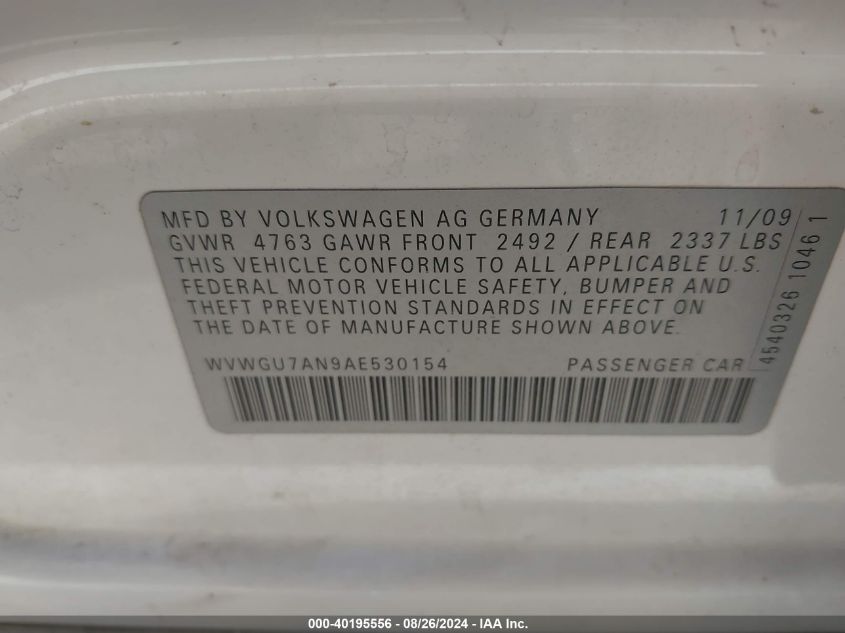 MFD BY VOLKSWAGEN AG GERMANY 11/09
GVWR 4763 GAWR FRONT 2492 / REAR 2337 LBS
THIS VEHICLE CONFORMS TO ALL APPLICABLE U.S.
FEDERAL MOTOR VEHICLE SAFETY, BUMPER AND
THEFT PREVENTION STANDARDS IN EFFECT ON
THE DATE OF MANUFACTURE SHOWN ABOVE.
WVWGU7AN9AE530154 PASSENGER CAR
4540326 1046 1
000-40195556 - 08/26/2024 - IAA Inc.